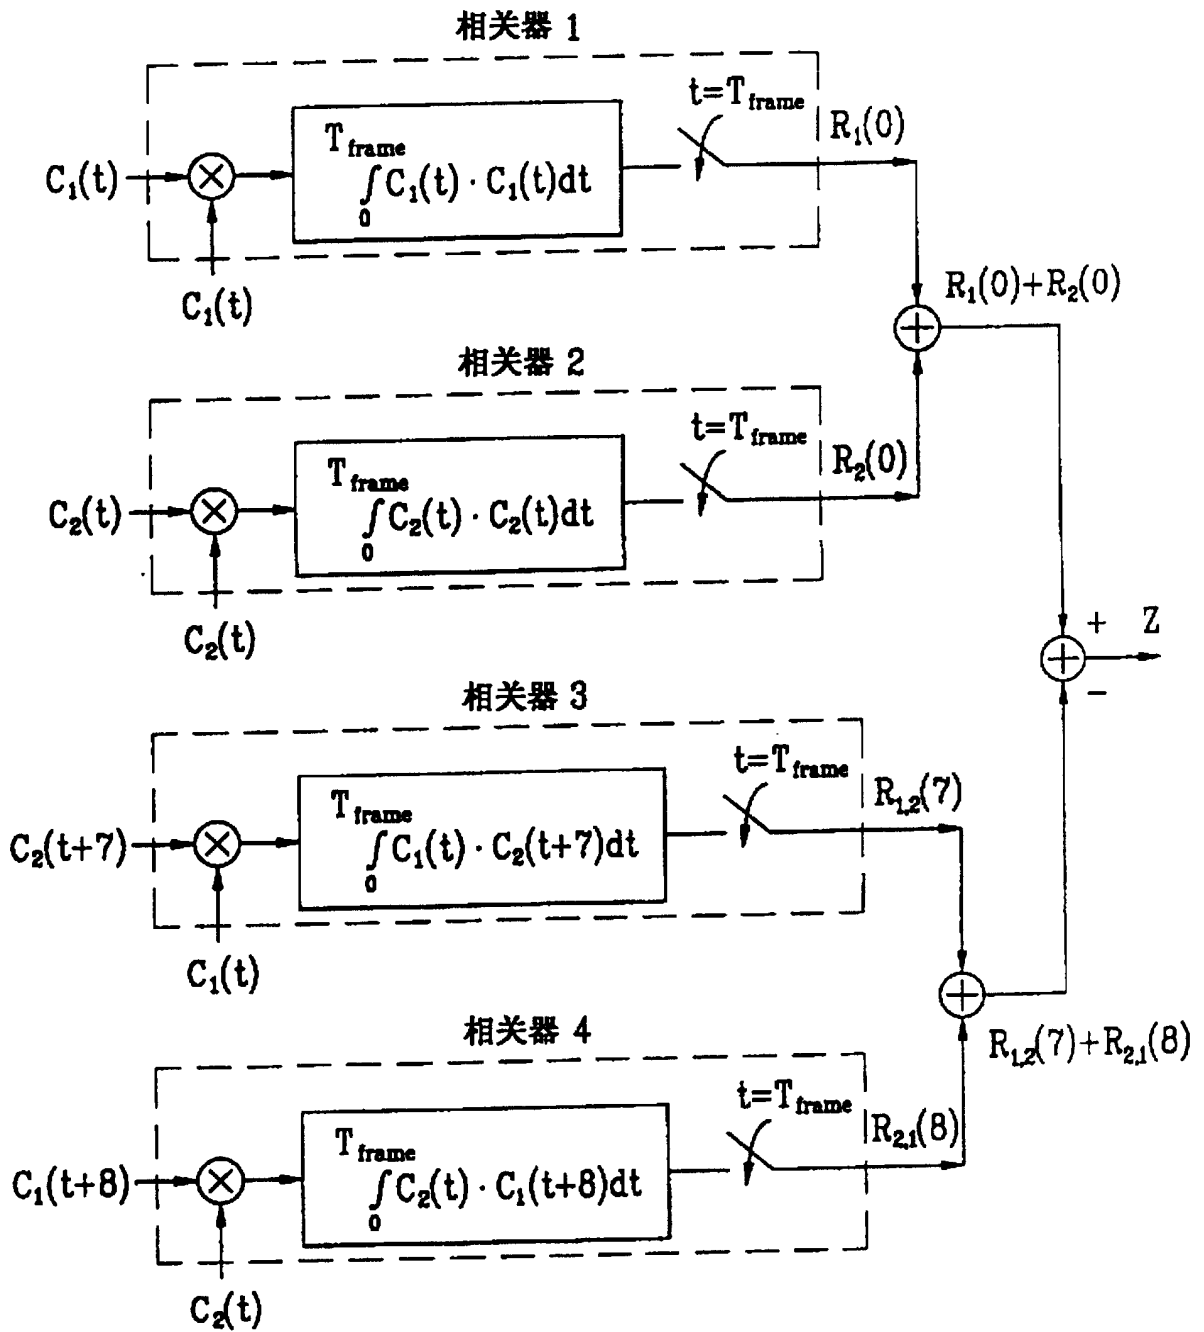 相关器 1
t=T_frame
R₁(0)
T_frame
∫₀ C₁(t) · C₁(t)dt
C₁(t)
C₁(t)
R₁(0)+R₂(0)
相关器 2
t=T_frame
R₂(0)
T_frame
∫₀ C₂(t) · C₂(t)dt
C₂(t)
C₂(t)
+ Z
−
相关器 3
t=T_frame
R₁,₂(7)
T_frame
∫₀ C₁(t) · C₂(t+7)dt
C₂(t+7)
C₁(t)
相关器 4
R₁,₂(7)+R₂,₁(8)
t=T_frame
R₂,₁(8)
T_frame
∫₀ C₂(t) · C₁(t+8)dt
C₁(t+8)
C₂(t)